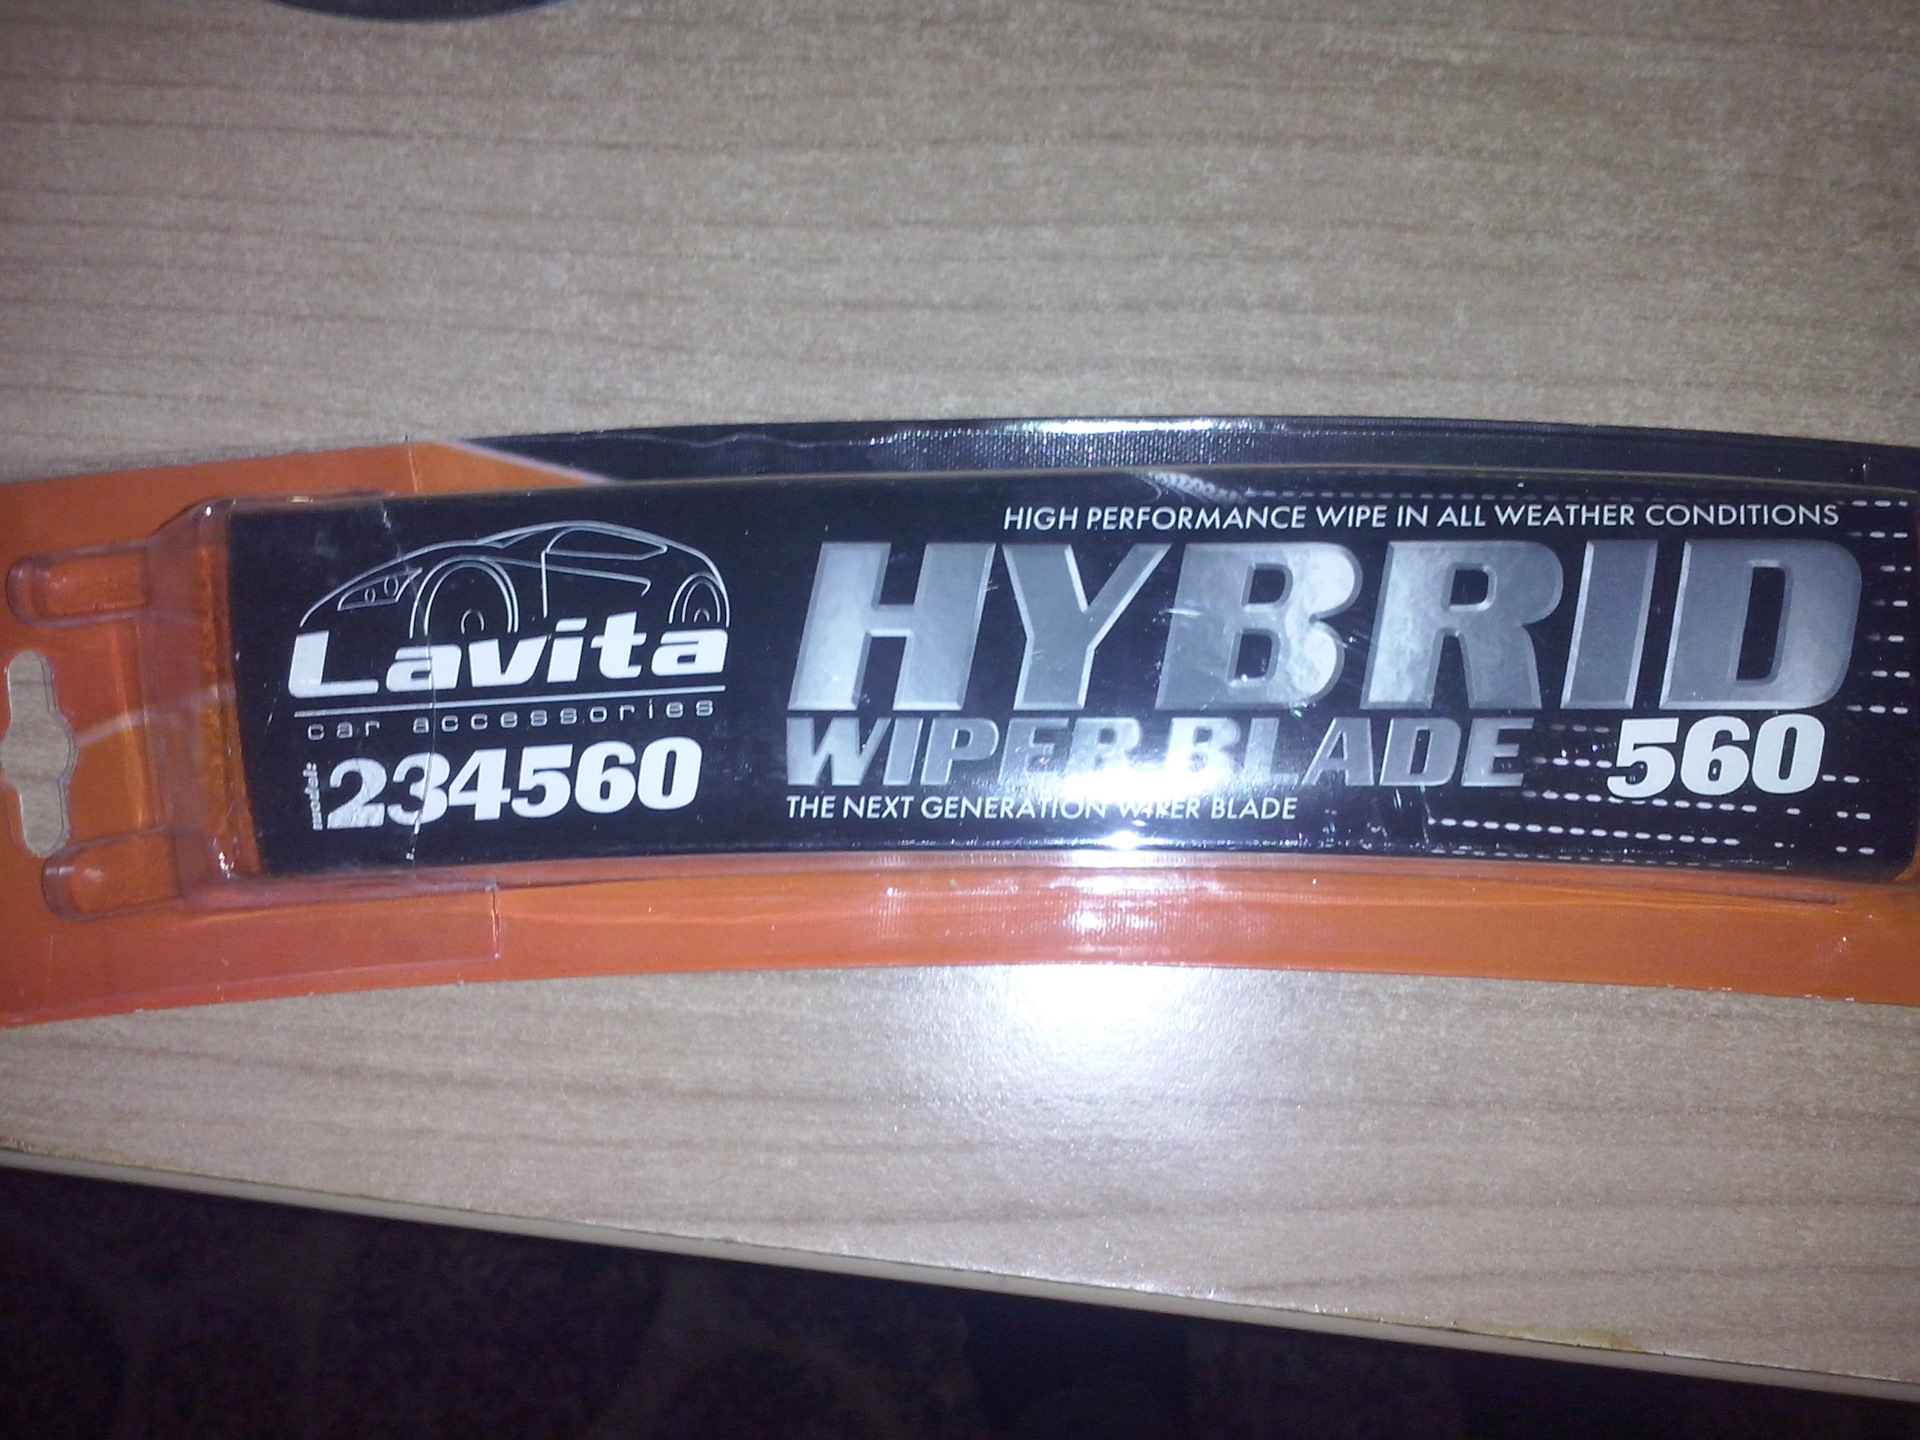 Lavita
car accessories
model: 234560
HIGH PERFORMANCE WIPE IN ALL WEATHER CONDITIONS
HYBRID
WIPER BLADE 560
THE NEXT GENERATION WIPER BLADE